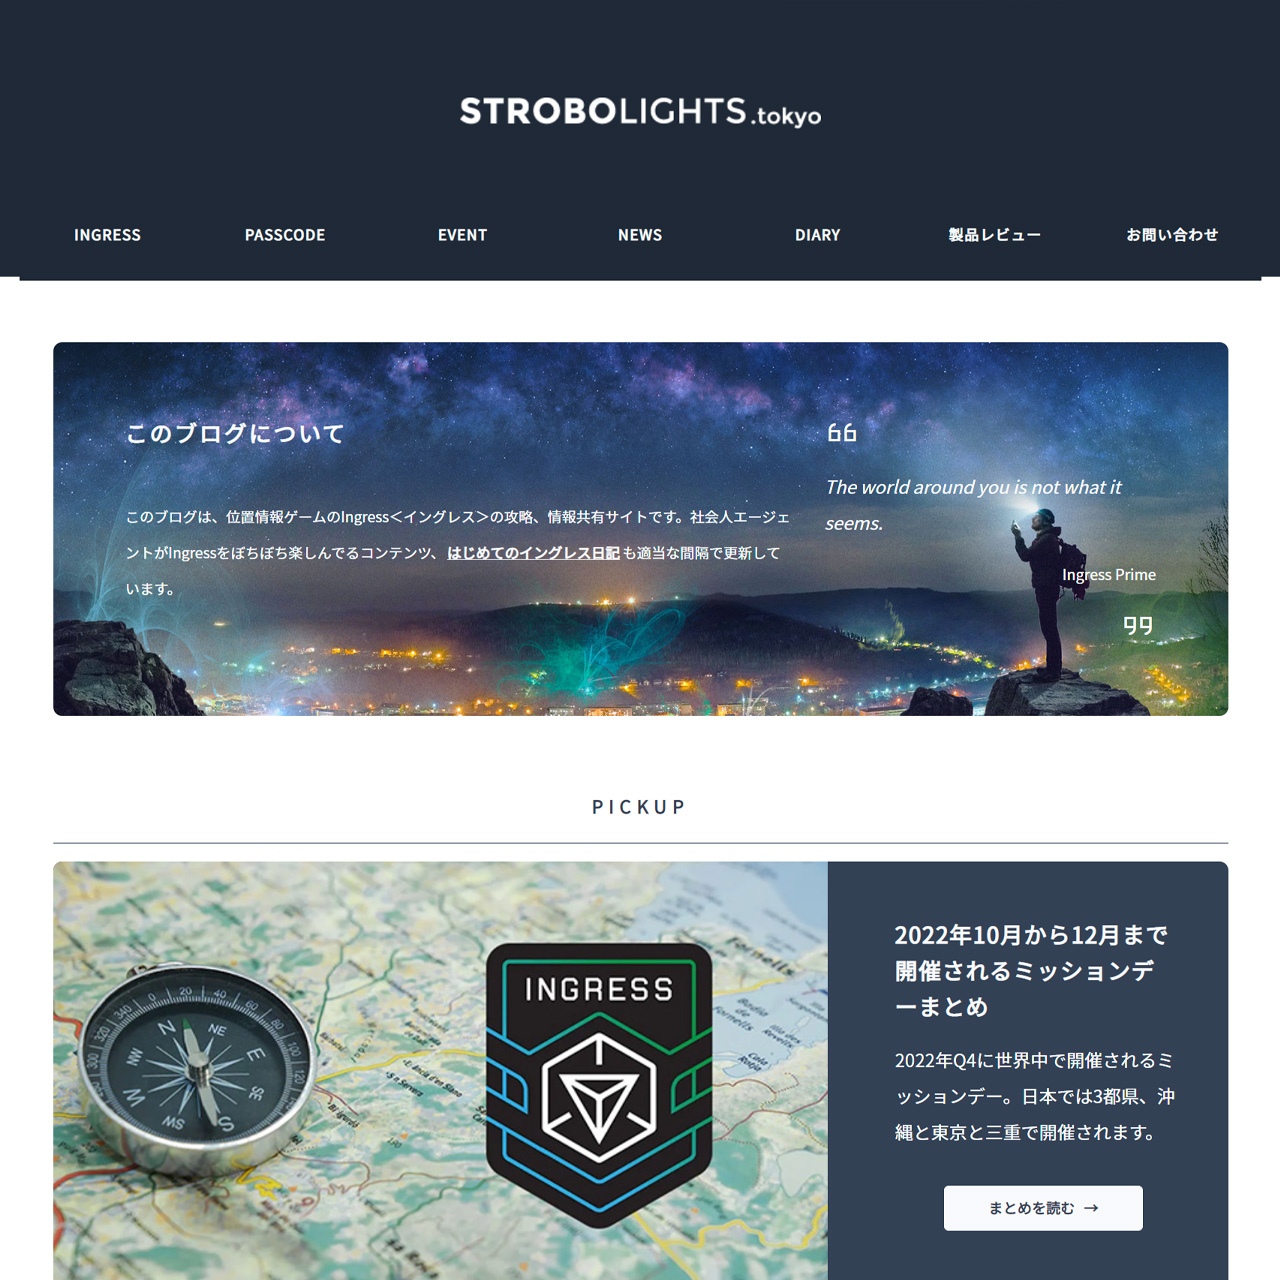 STROBOLIGHTS.tokyo
INGRESS
PASSCODE
EVENT
NEWS
DIARY
製品レビュー
お問い合わせ
このブログについて
このブログは、位置情報ゲームのIngress＜イングレス＞の攻略、情報共有サイトです。社会人エージェ
ントがIngressをぼちぼち楽しんでるコンテンツ、はじめてのイングレス日記も適当な間隔で更新して
います。
The world around you is not what it
seems.
Ingress Prime
PICKUP
INGRESS
N
NE
E
SE
S
SW
W
NW
2022年10月から12月まで
開催されるミッションデ
ーまとめ
2022年Q4に世界中で開催されるミ
ッションデー。日本では3都県、沖
縄と東京と三重で開催されます。
まとめを読む →